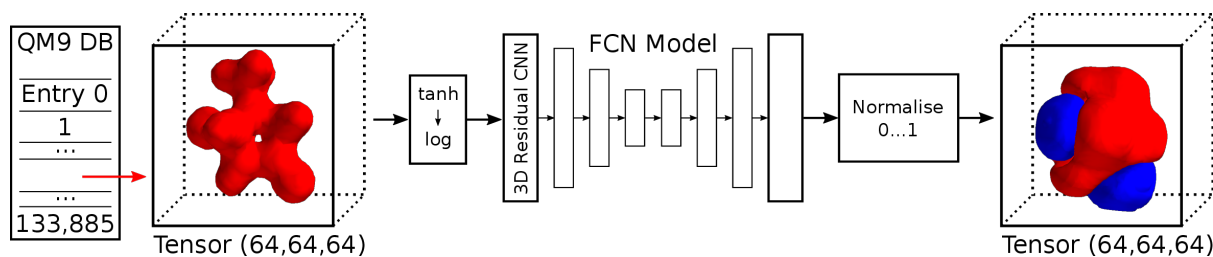 QM9 DB
Entry 0
1
...
...
133,885
Tensor (64,64,64)
tanh
log
3D Residual CNN
FCN Model
Normalise
0...1
Tensor (64,64,64)